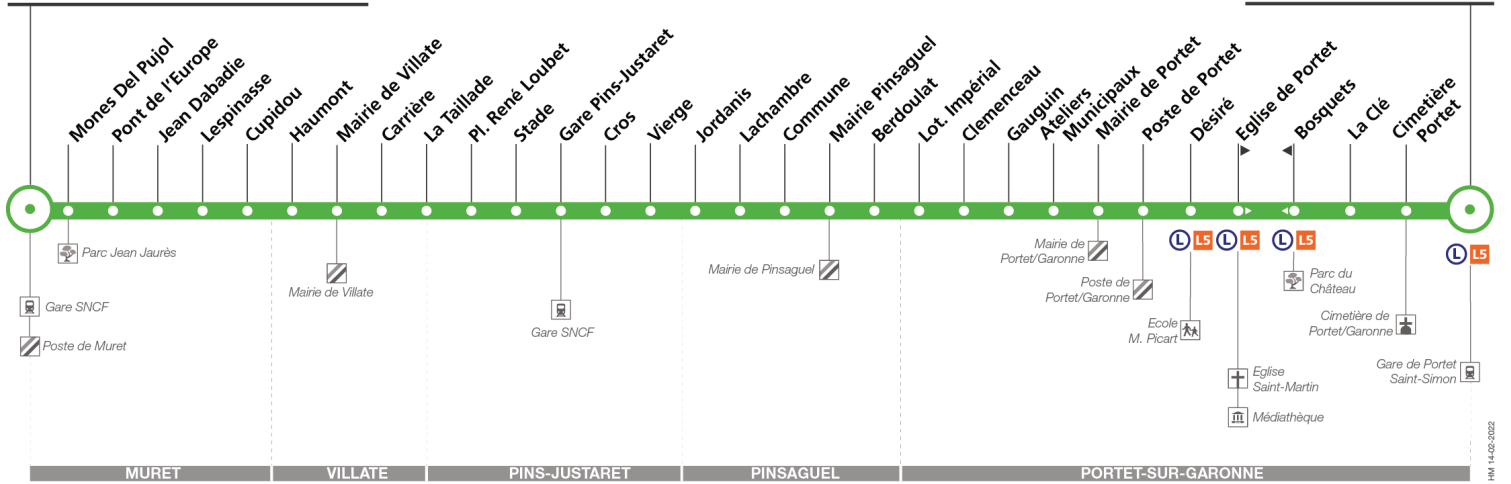 Mones Del Pujol
Pont de l'Europe
Jean Dabadie
Lespinasse
Cupidou
Haumont
Mairie de Villate
Carrière
La Taillade
Pl. René Loubet
Stade
Gare Pins-Justaret
Cros
Vierge
Jordanis
Lachambre
Commune
Mairie Pinsaguel
Berdoulat
Lot. Impérial
Clemenceau
Gauguin
Ateliers
Municipaux
Mairie de Portet
Poste de Portet
Désiré
Eglise de Portet
Bosquets
La Clé
Cimetière
Portet
Parc Jean Jaurès
Gare SNCF
Poste de Muret
Mairie de Villate
Gare SNCF
Mairie de Pinsaguel
Mairie de
Portet/Garonne
Poste de
Portet/Garonne
L L5
Ecole
M. Picart
L L5
Eglise
Saint-Martin
Médiathèque
L L5
Parc du
Château
Cimetière de
Portet/Garonne
L L5
Gare de Portet
Saint-Simon
MURET
VILLATE
PINS-JUSTARET
PINSAGUEL
PORTET-SUR-GARONNE
HM 14-02-2022